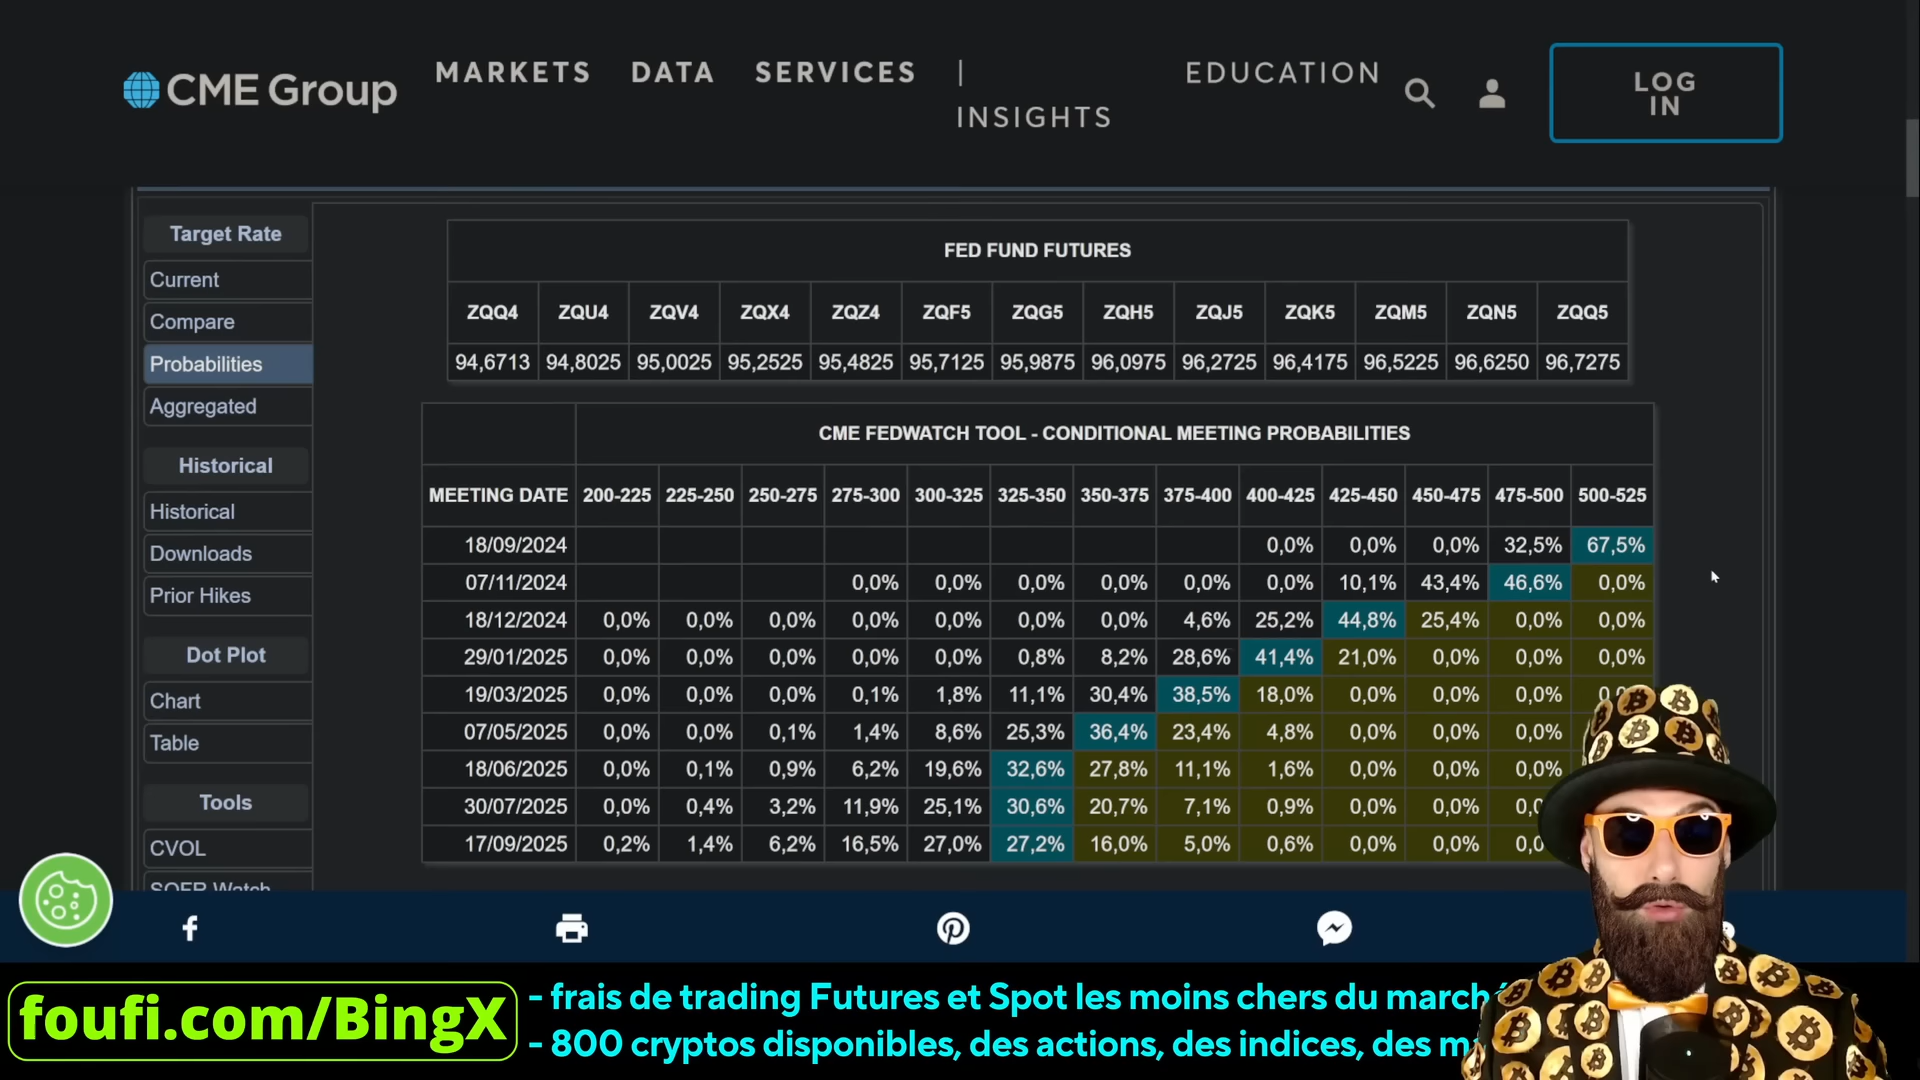 CME Group
MARKETS DATA SERVICES | INSIGHTS EDUCATION
LOG IN
Target Rate
Current
Compare
Probabilities
Aggregated
Historical
Historical
Downloads
Prior Hikes
Dot Plot
Chart
Table
Tools
CVOL
SOFR Watch
FED FUND FUTURES
ZQQ4 ZQU4 ZQV4 ZQX4 ZQZ4 ZQF5 ZQG5 ZQH5 ZQJ5 ZQK5 ZQM5 ZQN5 ZQQ5
94,6713 94,8025 95,0025 95,2525 95,4825 95,7125 95,9875 96,0975 96,2725 96,4175 96,5225 96,6250 96,7275
CME FEDWATCH TOOL - CONDITIONAL MEETING PROBABILITIES
MEETING DATE 200-225 225-250 250-275 275-300 300-325 325-350 350-375 375-400 400-425 425-450 450-475 475-500 500-525
18/09/2024 0,0% 0,0% 0,0% 32,5% 67,5%
07/11/2024 0,0% 0,0% 0,0% 0,0% 0,0% 0,0% 10,1% 43,4% 46,6% 0,0%
18/12/2024 0,0% 0,0% 0,0% 0,0% 0,0% 0,0% 0,0% 4,6% 25,2% 44,8% 25,4% 0,0% 0,0%
29/01/2025 0,0% 0,0% 0,0% 0,0% 0,0% 0,8% 8,2% 28,6% 41,4% 21,0% 0,0% 0,0% 0,0%
19/03/2025 0,0% 0,0% 0,0% 0,1% 1,8% 11,1% 30,4% 38,5% 18,0% 0,0% 0,0% 0,0%
07/05/2025 0,0% 0,0% 0,1% 1,4% 8,6% 25,3% 36,4% 23,4% 4,8% 0,0% 0,0% 0,0%
18/06/2025 0,0% 0,1% 0,9% 6,2% 19,6% 32,6% 27,8% 11,1% 1,6% 0,0% 0,0% 0,0%
30/07/2025 0,0% 0,4% 3,2% 11,9% 25,1% 30,6% 20,7% 7,1% 0,9% 0,0% 0,0%
17/09/2025 0,2% 1,4% 6,2% 16,5% 27,0% 27,2% 16,0% 5,0% 0,6% 0,0% 0,0%
foufi.com/BingX
- frais de trading Futures et Spot les moins chers du marché
- 800 cryptos disponibles, des actions, des indices, des